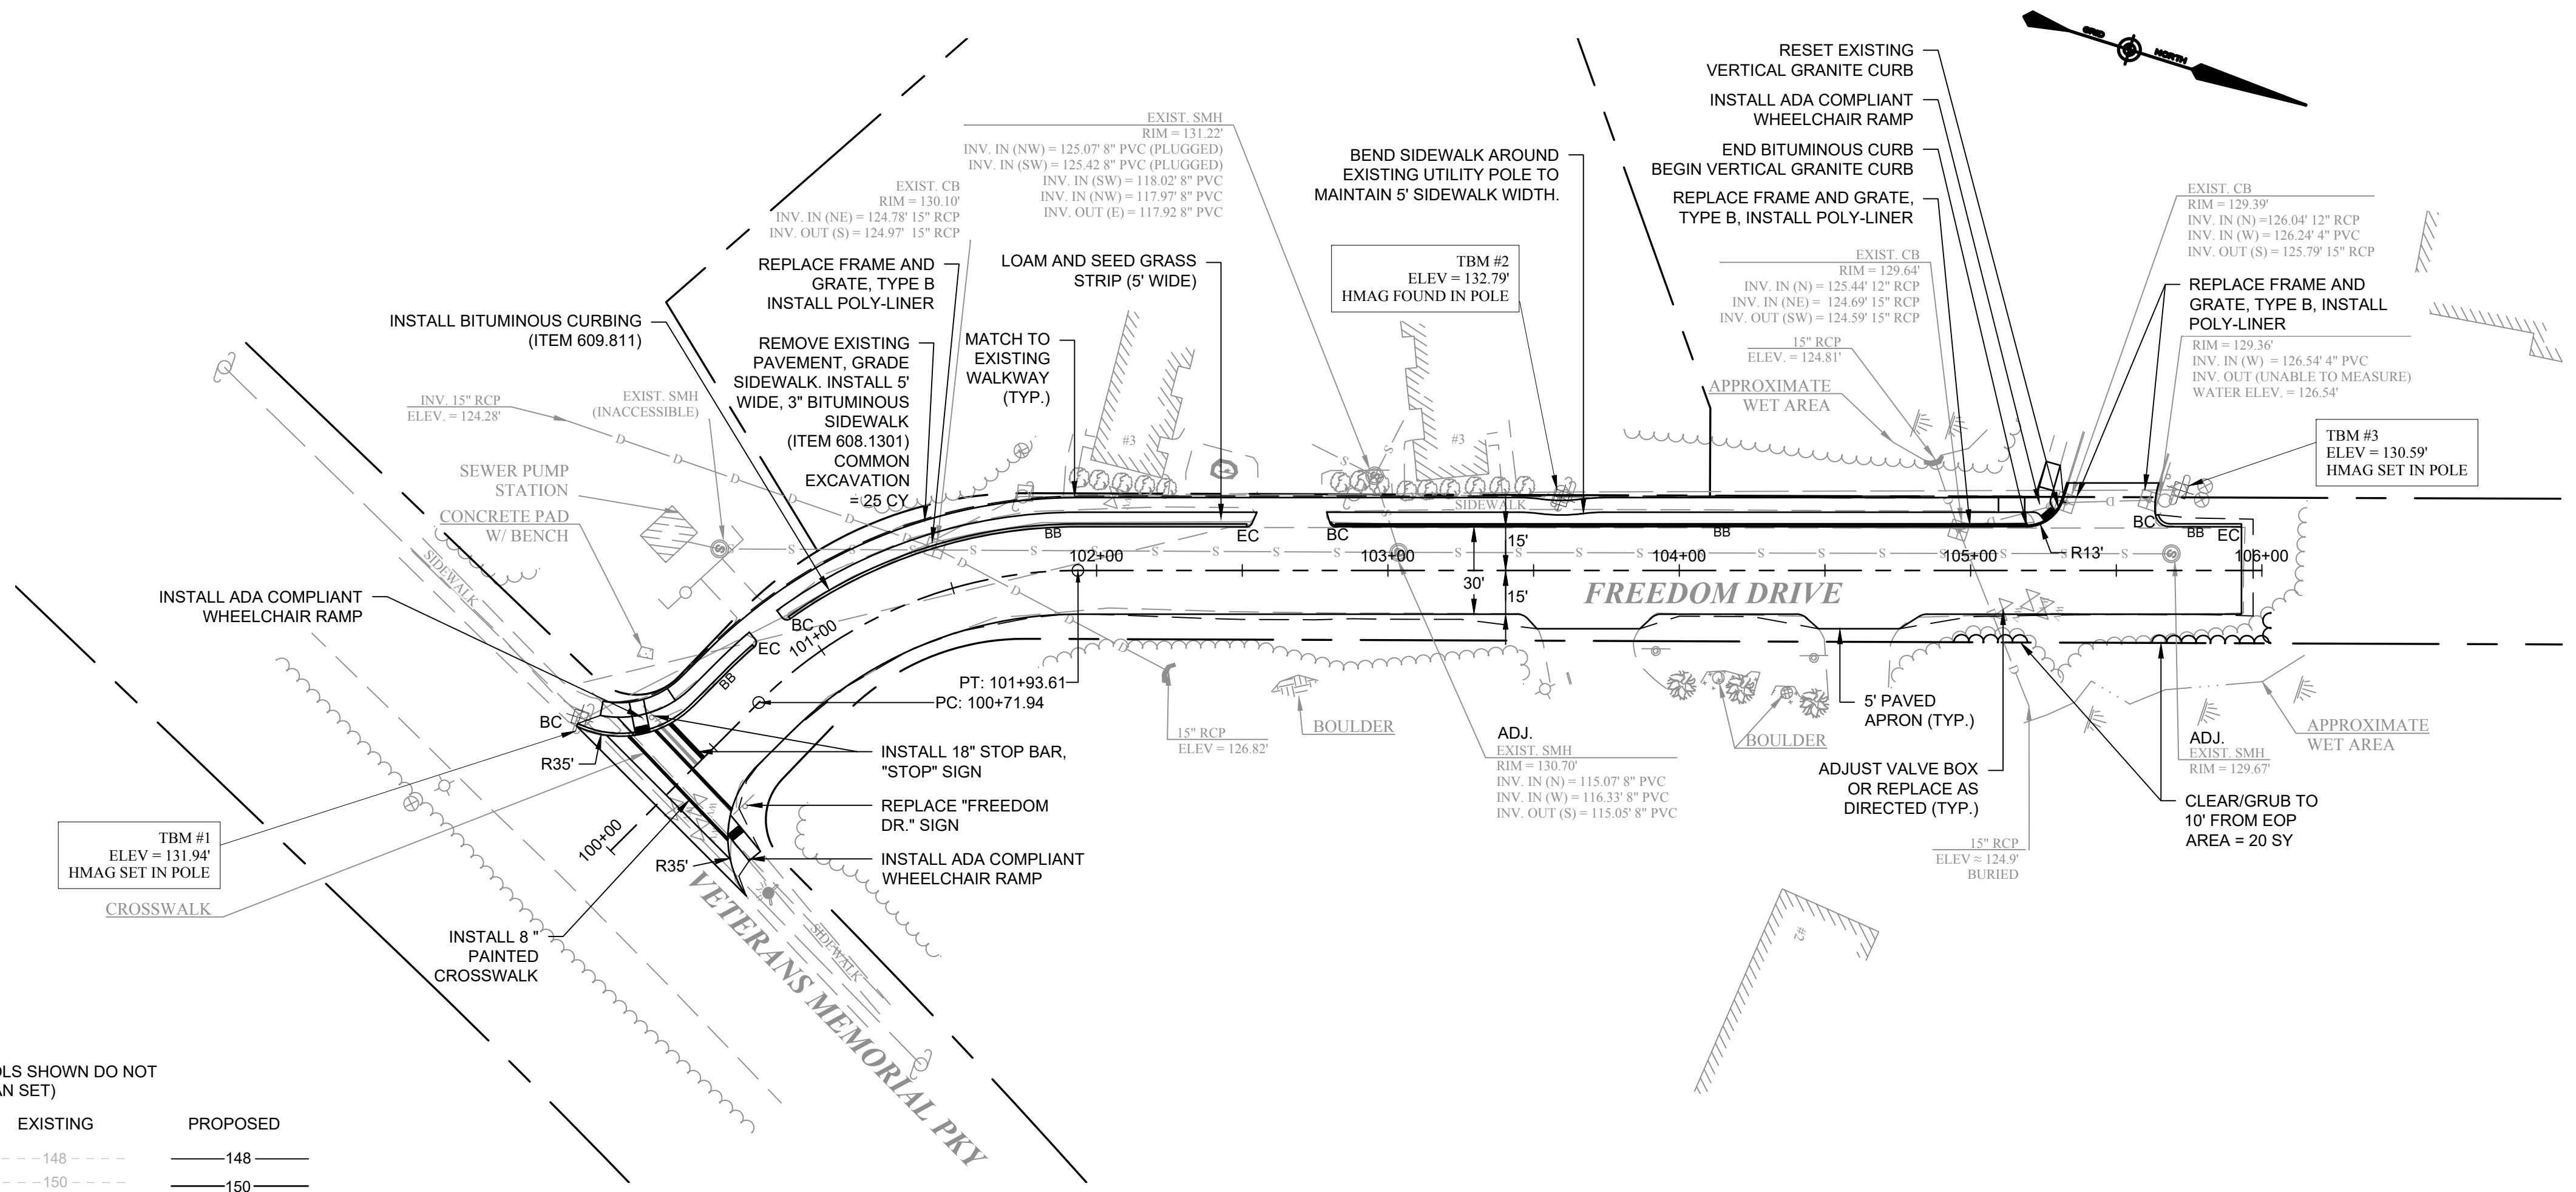 GRID NORTH
RESET EXISTING
VERTICAL GRANITE CURB
INSTALL ADA COMPLIANT
WHEELCHAIR RAMP
END BITUMINOUS CURB
BEGIN VERTICAL GRANITE CURB
REPLACE FRAME AND GRATE,
TYPE B, INSTALL POLY-LINER
EXIST. SMH
RIM = 131.22'
INV. IN (NW) = 125.07' 8" PVC (PLUGGED)
INV. IN (SW) = 125.42 8" PVC (PLUGGED)
INV. IN (SW) = 118.02' 8" PVC
INV. IN (NW) = 117.97' 8" PVC
INV. OUT (E) = 117.92 8" PVC
BEND SIDEWALK AROUND
EXISTING UTILITY POLE TO
MAINTAIN 5' SIDEWALK WIDTH.
EXIST. CB
RIM = 130.10'
INV. IN (NE) = 124.78' 15" RCP
INV. OUT (S) = 124.97' 15" RCP
EXIST. CB
RIM = 129.39'
INV. IN (N) =126.04' 12" RCP
INV. IN (W) = 126.24' 4" PVC
INV. OUT (S) = 125.79' 15" RCP
REPLACE FRAME AND
GRATE, TYPE B
INSTALL POLY-LINER
LOAM AND SEED GRASS
STRIP (5' WIDE)
TBM #2
ELEV = 132.79'
HMAG FOUND IN POLE
EXIST. CB
RIM = 129.64'
INV. IN (N) = 125.44' 12" RCP
INV. IN (NE) = 124.69' 15" RCP
INV. OUT (SW) = 124.59' 15" RCP
REPLACE FRAME AND
GRATE, TYPE B, INSTALL
POLY-LINER
RIM = 129.36'
INV. IN (W) = 126.54' 4" PVC
INV. OUT (UNABLE TO MEASURE)
WATER ELEV. = 126.54'
INSTALL BITUMINOUS CURBING
(ITEM 609.811)
REMOVE EXISTING
PAVEMENT, GRADE
SIDEWALK. INSTALL 5'
WIDE, 3" BITUMINOUS
SIDEWALK
(ITEM 608.1301)
COMMON
EXCAVATION
= 25 CY
MATCH TO
EXISTING
WALKWAY
(TYP.)
15" RCP
ELEV. = 124.81'
APPROXIMATE
WET AREA
INV. 15" RCP
ELEV. = 124.28'
EXIST. SMH
(INACCESSIBLE)
#3
#3
TBM #3
ELEV = 130.59'
HMAG SET IN POLE
SEWER PUMP
STATION
CONCRETE PAD
W/ BENCH
SIDEWALK
SIDEWALK
D D D D D D D D D
S S S S S S S S S S S S S S S S
BB EC BC BB BC BB EC
102+00 103+00 104+00 105+00 106+00
15'
30'
15'
R13'
FREEDOM DRIVE
BC
101+00
EC
BB
INSTALL ADA COMPLIANT
WHEELCHAIR RAMP
PT: 101+93.61
PC: 100+71.94
BC
R35'
15" RCP
ELEV = 126.82'
BOULDER
BOULDER
5' PAVED
APRON (TYP.)
APPROXIMATE
WET AREA
INSTALL 18" STOP BAR,
"STOP" SIGN
REPLACE "FREEDOM
DR." SIGN
INSTALL ADA COMPLIANT
WHEELCHAIR RAMP
R35'
100+00
ADJ.
EXIST. SMH
RIM = 130.70'
INV. IN (N) = 115.07' 8" PVC
INV. IN (W) = 116.33' 8" PVC
INV. OUT (S) = 115.05' 8" PVC
ADJUST VALVE BOX
OR REPLACE AS
DIRECTED (TYP.)
ADJ.
EXIST. SMH
RIM = 129.67'
CLEAR/GRUB TO
10' FROM EOP
AREA = 20 SY
15" RCP
ELEV ≈ 124.9'
BURIED
TBM #1
ELEV = 131.94'
HMAG SET IN POLE
CROSSWALK
INSTALL 8 "
PAINTED
CROSSWALK
VETERANS MEMORIAL PKY
SIDEWALK
#2
OLS SHOWN DO NOT
AN SET)
EXISTING PROPOSED
148 148
150 150